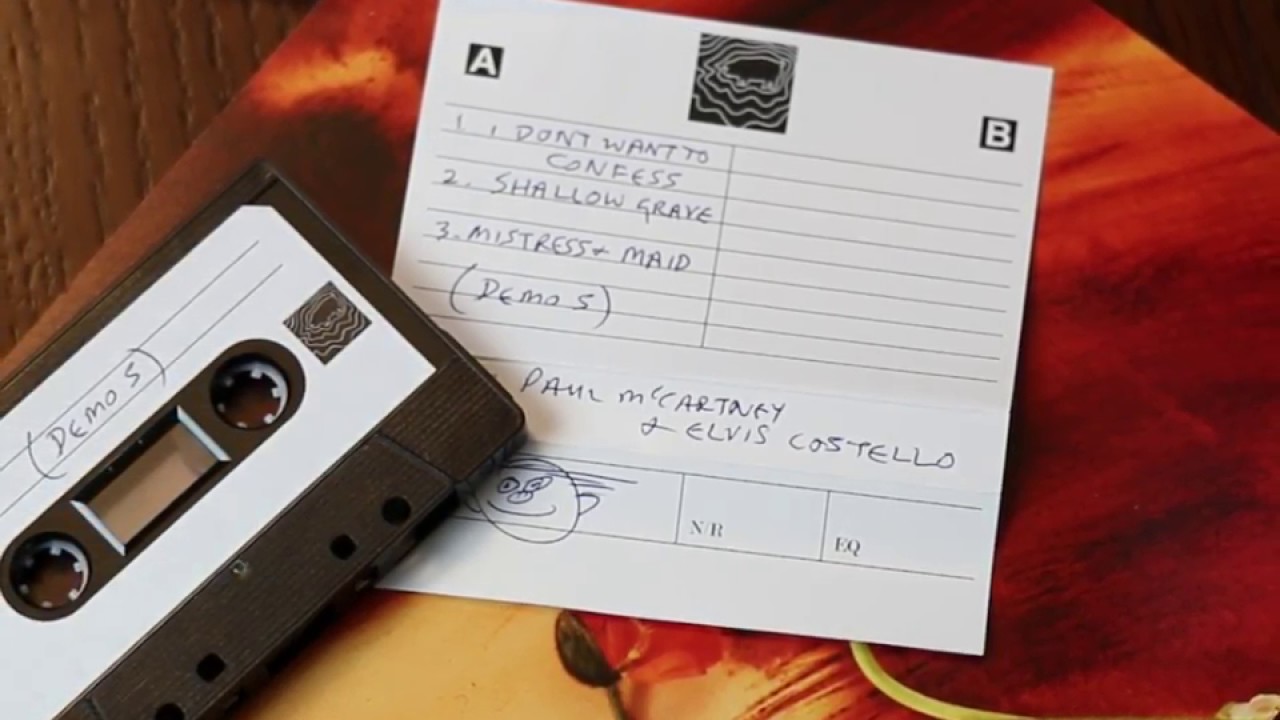 A
B
1. I DONT WANT TO
CONFESS
2. SHALLOW GRAVE
3. MISTRESS + MAID
(DEMOS)
PAUL McCARTNEY
& ELVIS COSTELLO
N/R
EQ
(DEMOS)